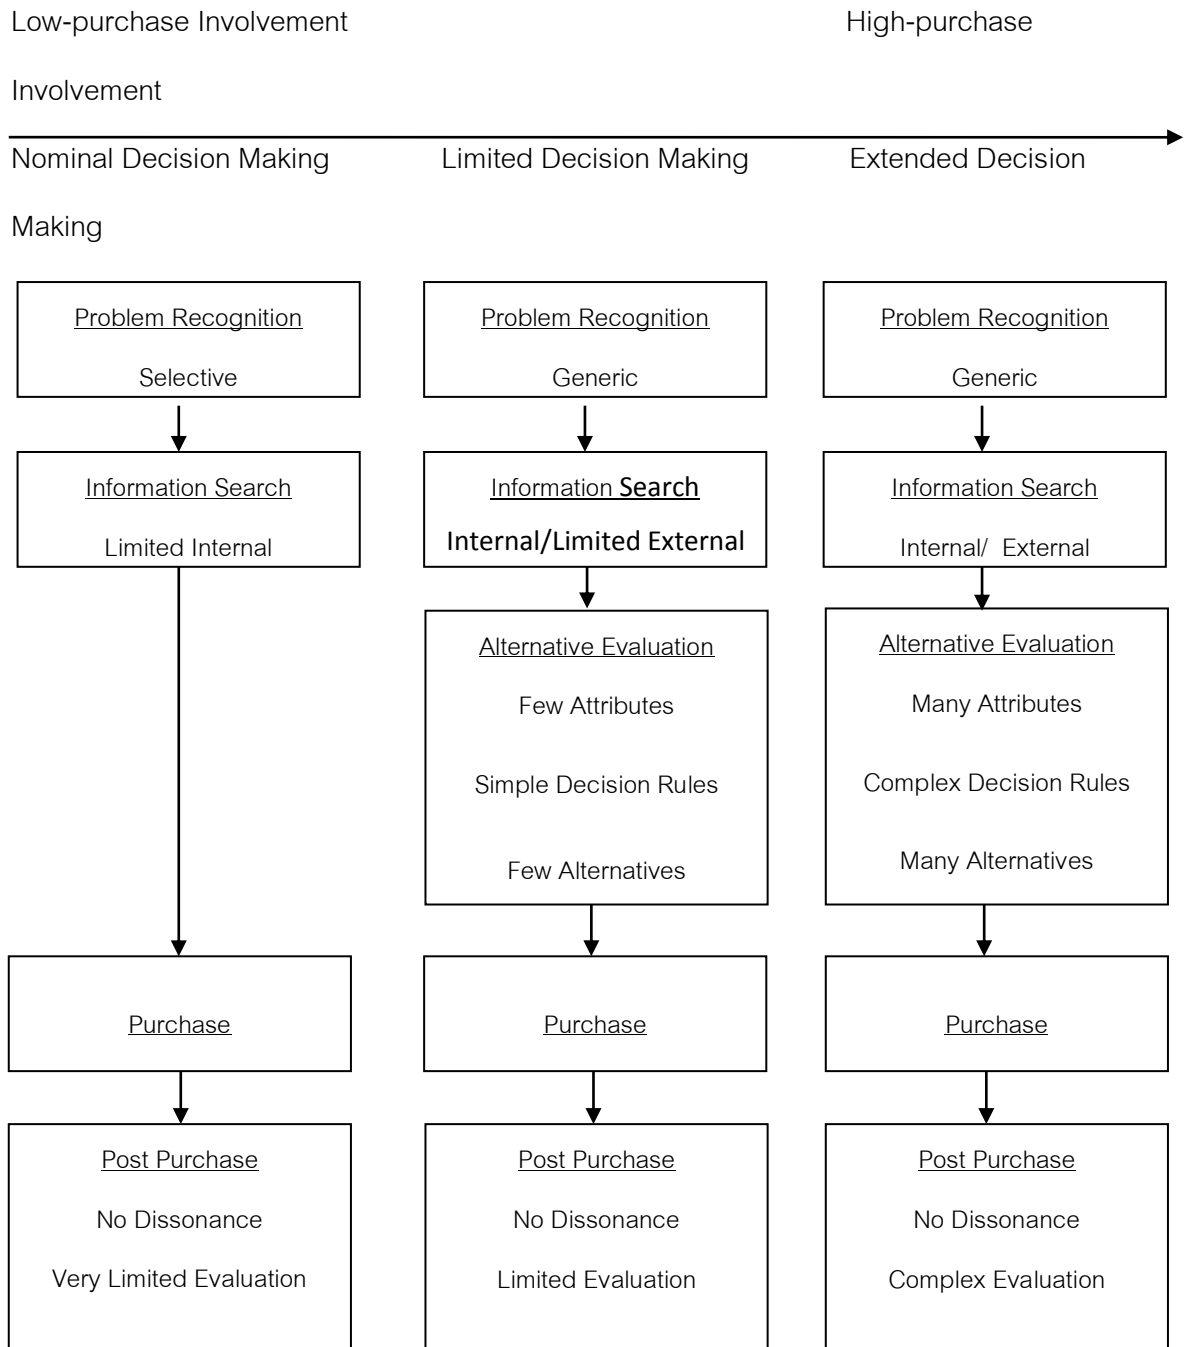 Low-purchase Involvement High-purchase
Involvement
Nominal Decision Making Limited Decision Making Extended Decision
Making
Problem Recognition
Selective
Information Search
Limited Internal
Purchase
Post Purchase
No Dissonance
Very Limited Evaluation
Problem Recognition
Generic
Information Search
Internal/Limited External
Alternative Evaluation
Few Attributes
Simple Decision Rules
Few Alternatives
Purchase
Post Purchase
No Dissonance
Limited Evaluation
Problem Recognition
Generic
Information Search
Internal/ External
Alternative Evaluation
Many Attributes
Complex Decision Rules
Many Alternatives
Purchase
Post Purchase
No Dissonance
Complex Evaluation